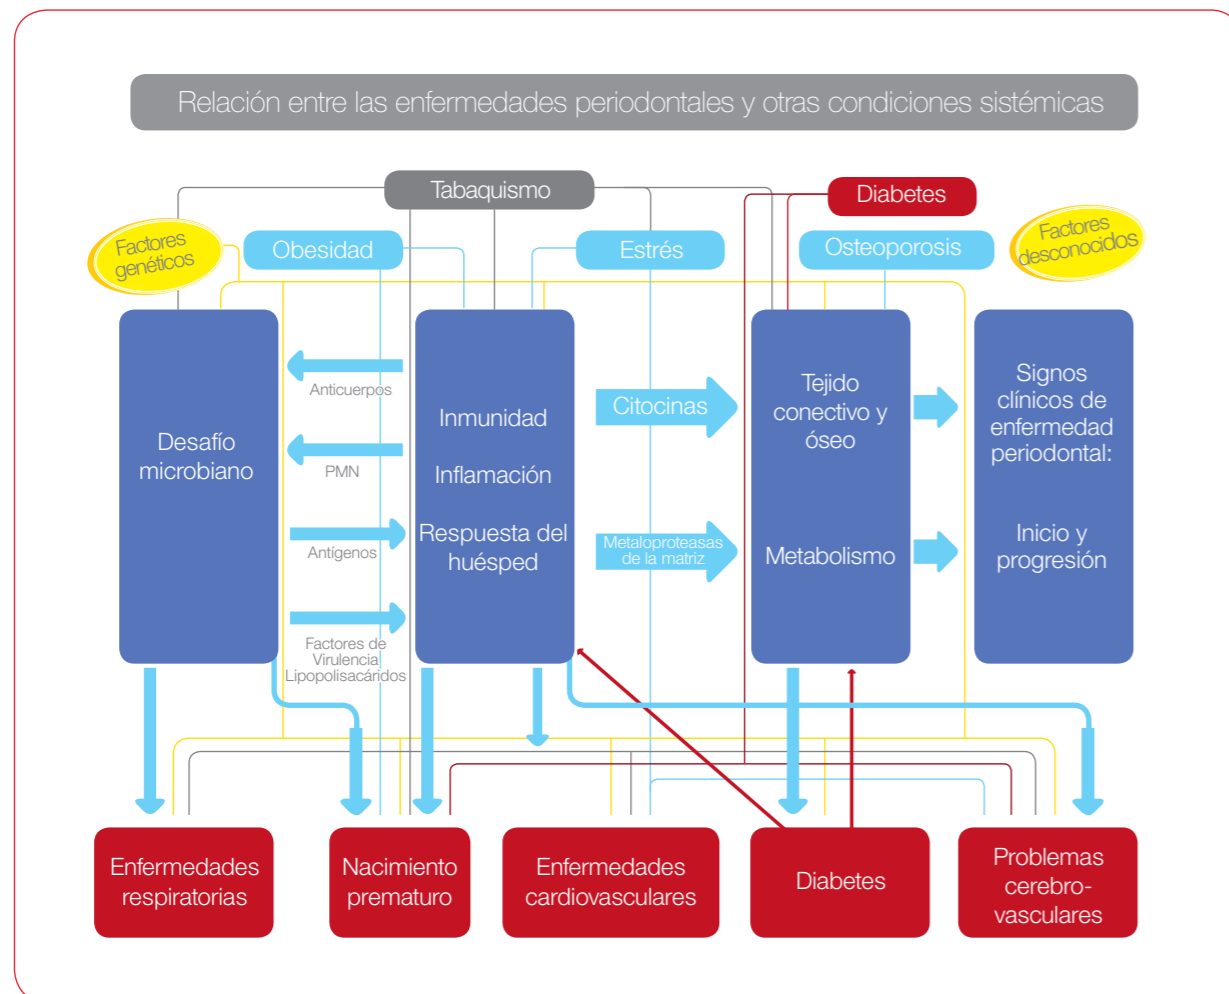 Relación entre las enfermedades periodontales y otras condiciones sistémicas
Tabaquismo
Diabetes
Factores
genéticos
Obesidad
Estrés
Osteoporosis
Factores
desconocidos
Desafío
microbiano
Anticuerpos
PMN
Antígenos
Factores de
Virulencia
Lipopolisacáridos
Inmunidad
Inflamación
Respuesta del
huésped
Citocinas
Metaloproteasas
de la matriz
Tejido
conectivo y
óseo
Metabolismo
Signos
clínicos de
enfermedad
periodontal:
Inicio y
progresión
Enfermedades
respiratorias
Nacimiento
prematuro
Enfermedades
cardiovasculares
Diabetes
Problemas
cerebro-
vasculares